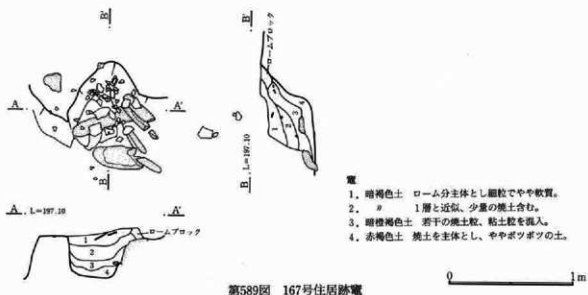 B'
B'
ロームブロック
A
A'
1
2
3
4
B
B
L=197.10
A
L=197.10
A'
ロームブロック
1
2
3
4
竈
1. 暗褐色土 ローム分主体とし細粒でやや軟質。
2. 〃 1層と近似、少量の焼土含む。
3. 暗橙褐色土 若干の焼土粒、粘土粒を混入。
4. 赤褐色土 焼土を主体とし、ややボツボツの土。
0 1m
第589図 167号住居跡竈